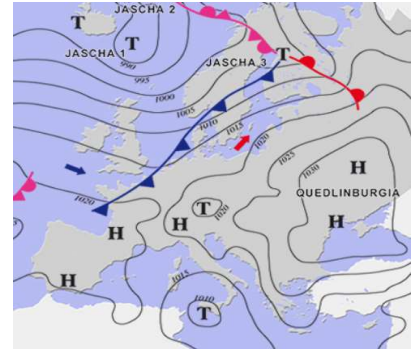 JASCHA 2
T
T
JASCHA 1
990
995
JASCHA 3
T
1000
1005
1010
1015
1020
1025
1030
H
QUEDLINBURGIA
1020
T
1020
H
H
H
H
1015
1010
T